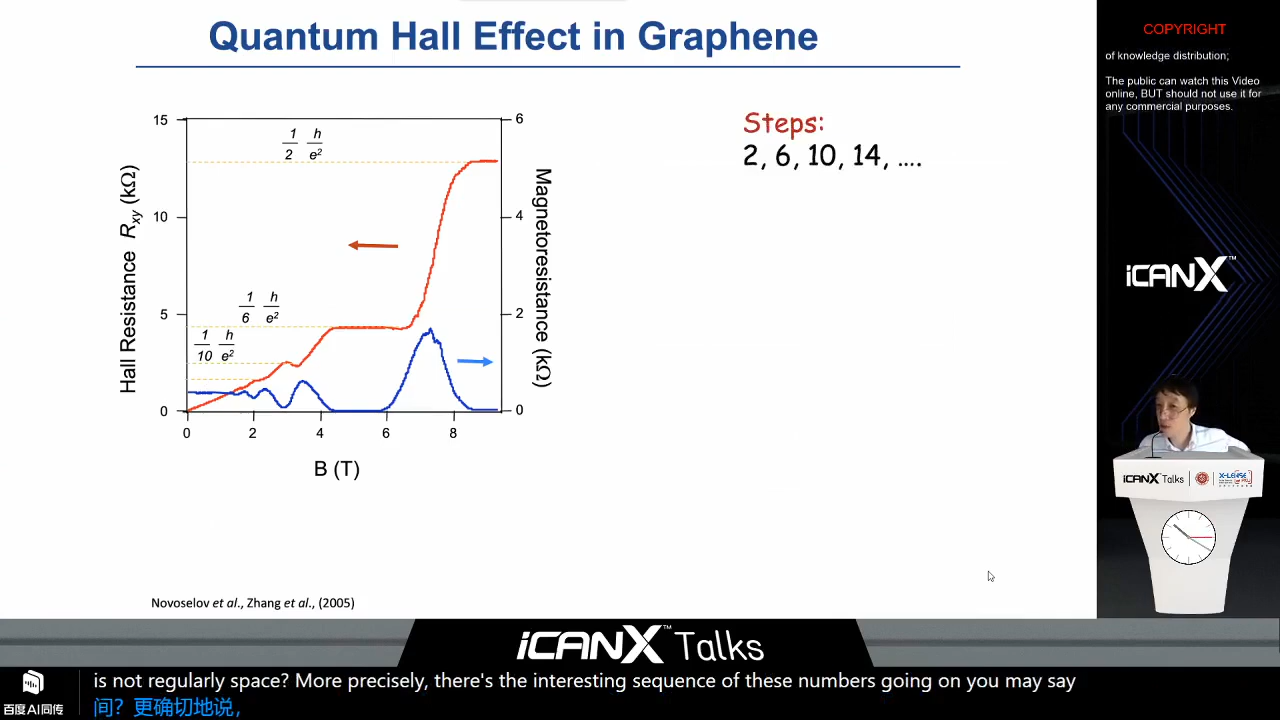 Quantum Hall Effect in Graphene
COPYRIGHT
of knowledge distribution;
The public can watch this Video
online, BUT should not use it for
any commercial purposes.
Steps:
2, 6, 10, 14, ....
15
10
5
0
Hall Resistance Rxy (kΩ)
1/2 h/e²
1/6 h/e²
1/10 h/e²
6
4
2
0
Magnetoresistance (kΩ)
0 2 4 6 8
B (T)
Novoselov et al., Zhang et al., (2005)
iCANX™
iCANX Talks
X-LENSE
iCANX™ Talks
百度AI同传
is not regularly space? More precisely, there's the interesting sequence of these numbers going on you may say
间？更确切地说，